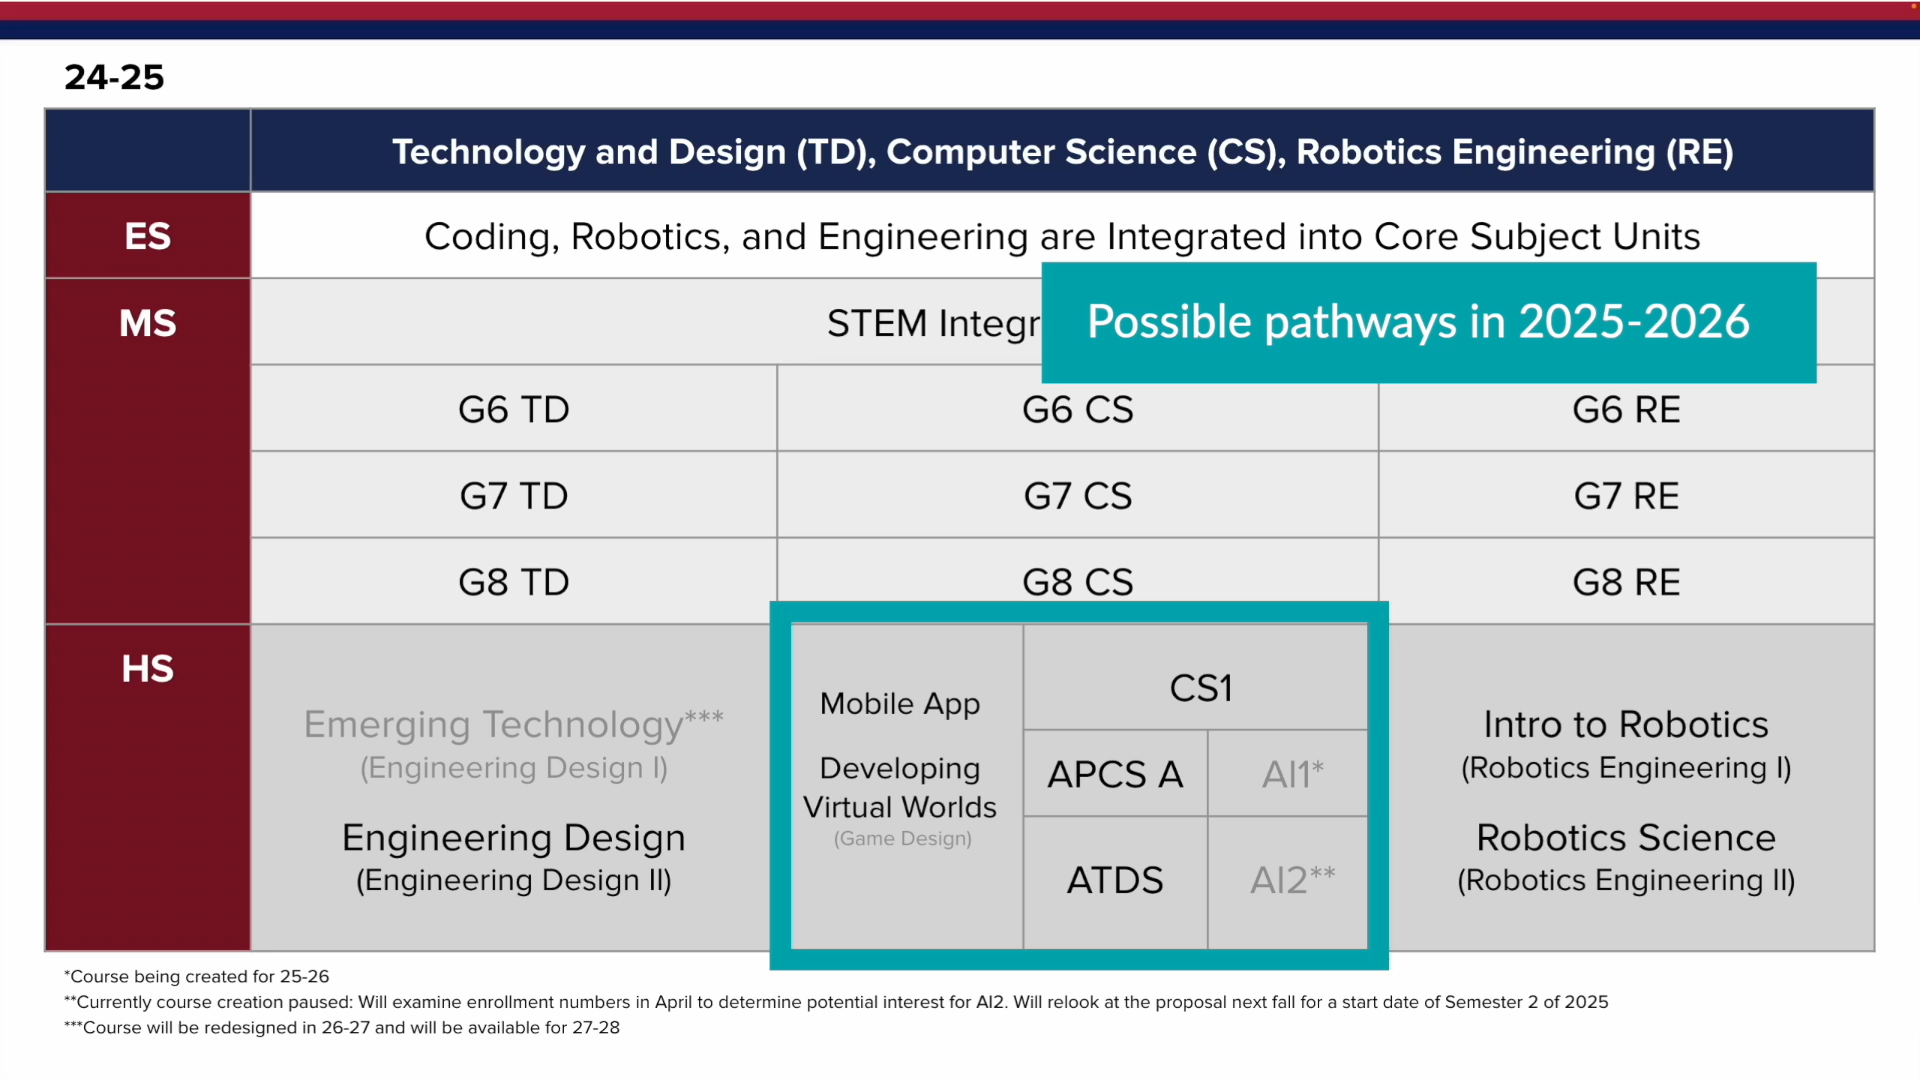 24-25
Technology and Design (TD), Computer Science (CS), Robotics Engineering (RE)
ES
Coding, Robotics, and Engineering are Integrated into Core Subject Units
MS
STEM Integr
Possible pathways in 2025-2026
G6 TD
G6 CS
G6 RE
G7 TD
G7 CS
G7 RE
G8 TD
G8 CS
G8 RE
HS
Emerging Technology***
(Engineering Design I)
Engineering Design
(Engineering Design II)
Mobile App
Developing
Virtual Worlds
(Game Design)
CS1
APCS A
AI1*
ATDS
AI2**
Intro to Robotics
(Robotics Engineering I)
Robotics Science
(Robotics Engineering II)
*Course being created for 25-26
**Currently course creation paused: Will examine enrollment numbers in April to determine potential interest for AI2. Will relook at the proposal next fall for a start date of Semester 2 of 2025
***Course will be redesigned in 26-27 and will be available for 27-28